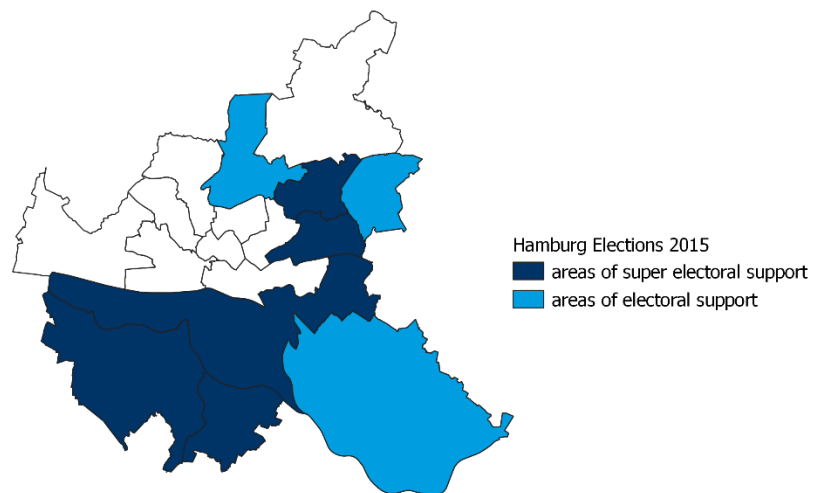 Hamburg Elections 2015
areas of super electoral support
areas of electoral support